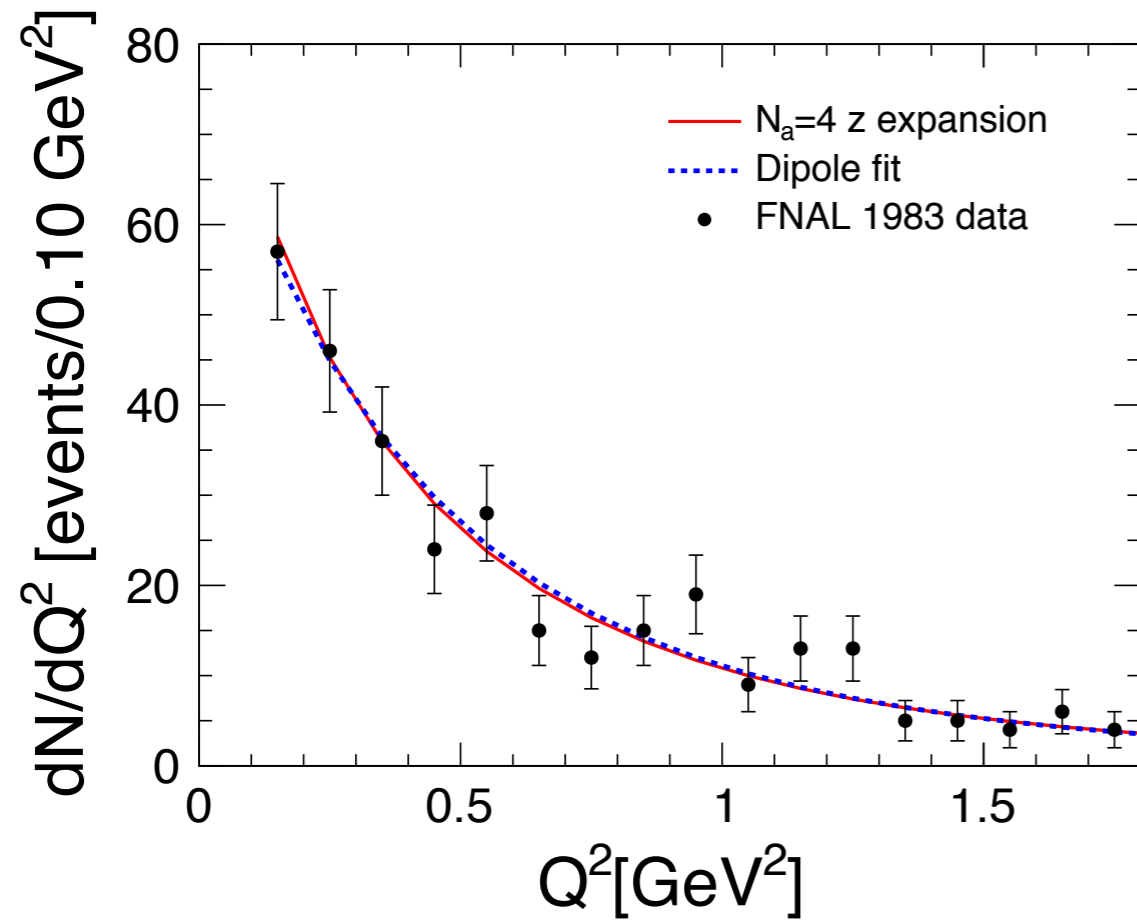 dN/dQ² [events/0.10 GeV²]
80
60
40
20
0
Nₐ=4 z expansion
Dipole fit
FNAL 1983 data
0 0.5 1 1.5
Q²[GeV²]